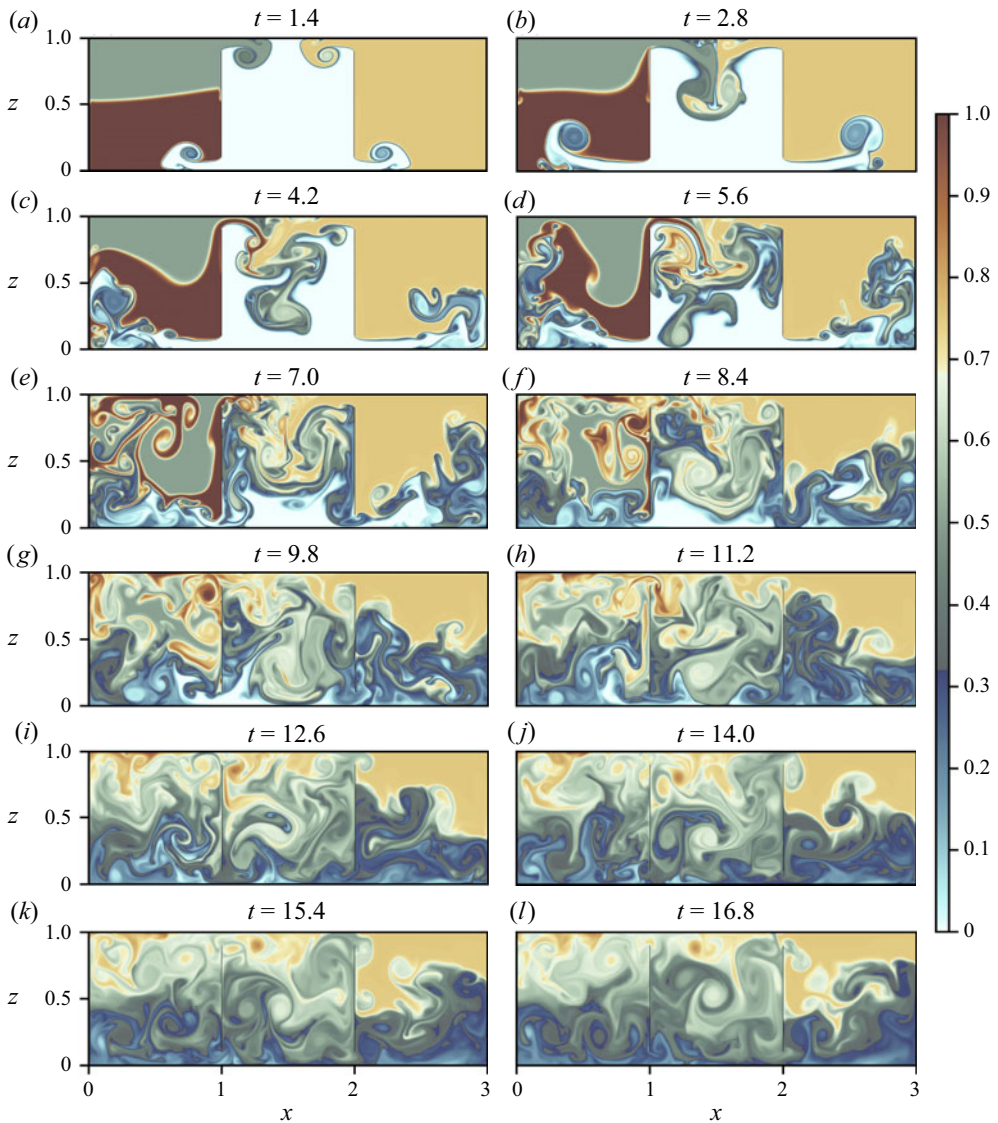 (a) t = 1.4 (b) t = 2.8
1.0
z 0.5
0
1.0
0.9
0.8
0.7
0.6
0.5
0.4
0.3
0.2
0.1
0
(c) t = 4.2 (d) t = 5.6
1.0
z 0.5
0
(e) t = 7.0 (f) t = 8.4
1.0
z 0.5
0
(g) t = 9.8 (h) t = 11.2
1.0
z 0.5
0
(i) t = 12.6 (j) t = 14.0
1.0
z 0.5
0
(k) t = 15.4 (l) t = 16.8
1.0
z 0.5
0
0 1 2 3 0 1 2 3
x x